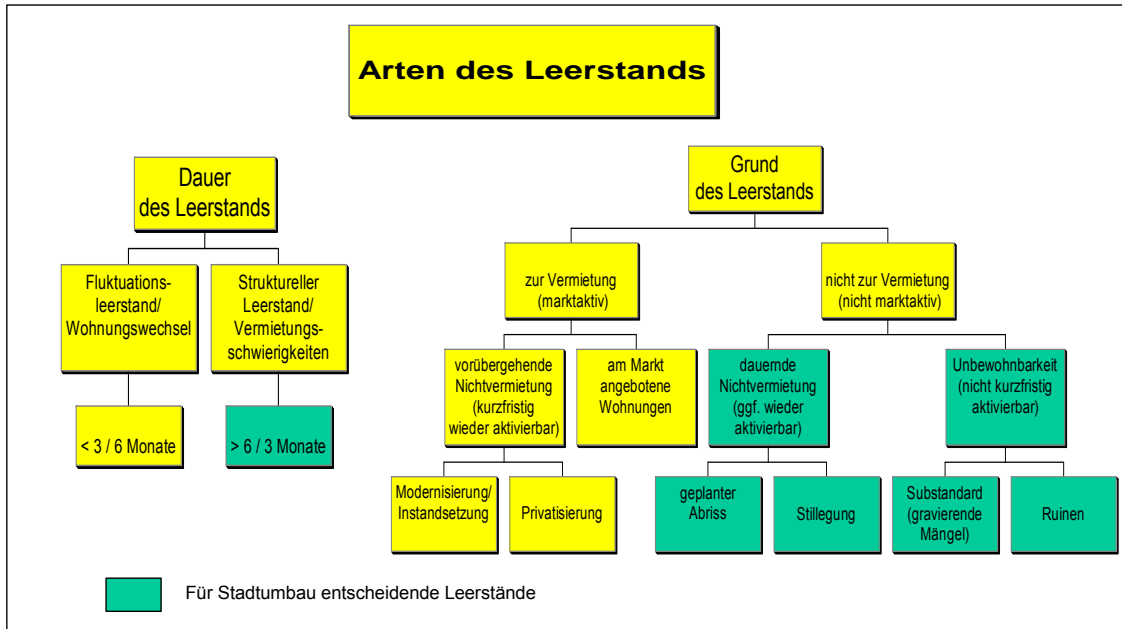 Arten des Leerstands
Dauer
des Leerstands
Grund
des Leerstands
Fluktuations-
leerstand/
Wohnungswechsel
Struktureller
Leerstand/
Vermietungs-
schwierigkeiten
< 3 / 6 Monate
> 6 / 3 Monate
zur Vermietung
(marktaktiv)
nicht zur Vermietung
(nicht marktaktiv)
vorübergehende
Nichtvermietung
(kurzfristig
wieder aktivierbar)
am Markt
angebotene
Wohnungen
dauernde
Nichtvermietung
(ggf. wieder
aktivierbar)
Unbewohnbarkeit
(nicht kurzfristig
aktivierbar)
Modernisierung/
Instandsetzung
Privatisierung
geplanter
Abriss
Stillegung
Substandard
(gravierende
Mängel)
Ruinen
Für Stadtumbau entscheidende Leerstände